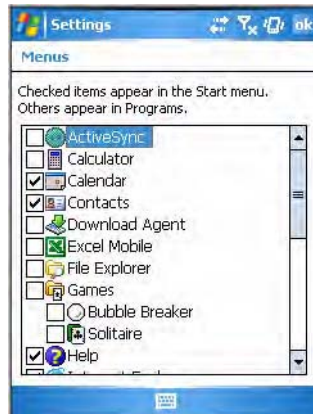 Settings
ok
Menus
Checked items appear in the Start menu.
Others appear in Programs.
ActiveSync
Calculator
Calendar
Contacts
Download Agent
Excel Mobile
File Explorer
Games
Bubble Breaker
Solitaire
Help